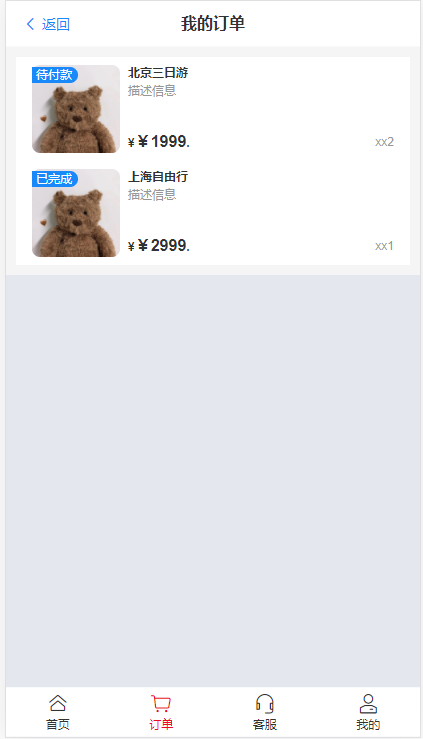 返回
我的订单
待付款
北京三日游
描述信息
¥ ￥1999.
xx2
已完成
上海自由行
描述信息
¥ ￥2999.
xx1
首页
订单
客服
我的